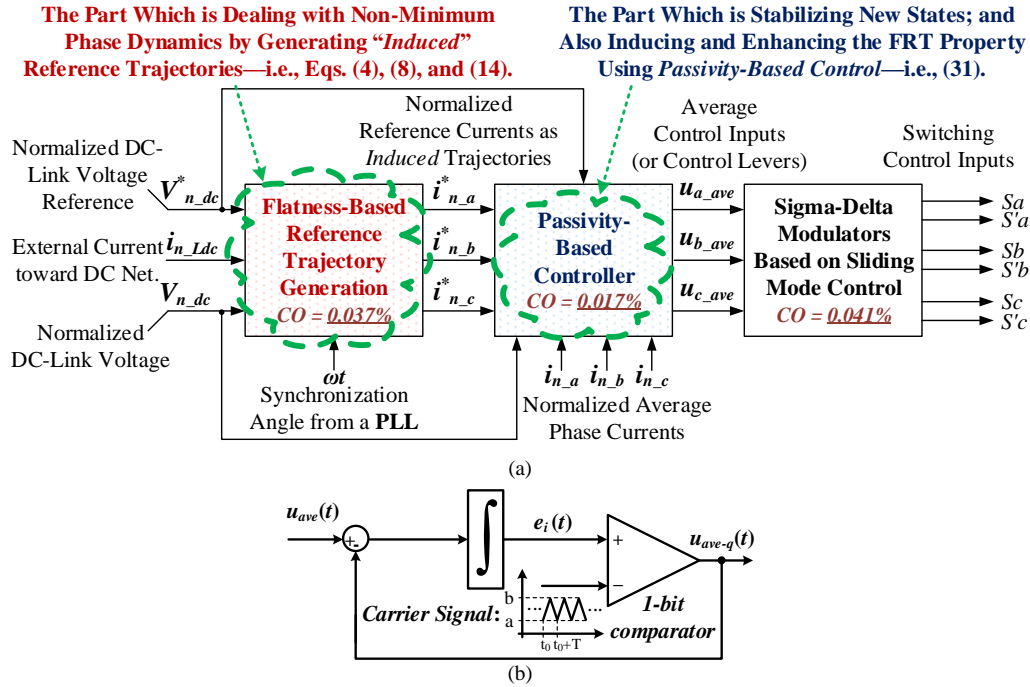 The Part Which is Dealing with Non-Minimum
Phase Dynamics by Generating “Induced”
Reference Trajectories—i.e., Eqs. (4), (8), and (14).
The Part Which is Stabilizing New States; and
Also Inducing and Enhancing the FRT Property
Using Passivity-Based Control—i.e., (31).
Normalized DC-
Link Voltage
Reference
V*n_dc
External Current
toward DC Net.
in_Ldc
Vn_dc
Normalized
DC-Link Voltage
Flatness-Based
Reference
Trajectory
Generation
CO = 0.037%
ωt
Synchronization
Angle from a PLL
Normalized
Reference Currents as
Induced Trajectories
i*n_a
i*n_b
i*n_c
Passivity-
Based
Controller
CO = 0.017%
in_a in_b in_c
Normalized Average
Phase Currents
Average
Control Inputs
(or Control Levers)
ua_ave
ub_ave
uc_ave
Sigma-Delta
Modulators
Based on Sliding
Mode Control
CO = 0.041%
Switching
Control Inputs
Sa
S'a
Sb
S'b
Sc
S'c
(a)
uave(t)
+
-
∫
ei(t)
+
−
uave-q(t)
Carrier Signal:
b
a
... ...
t0 t0+T
1-bit
comparator
(b)